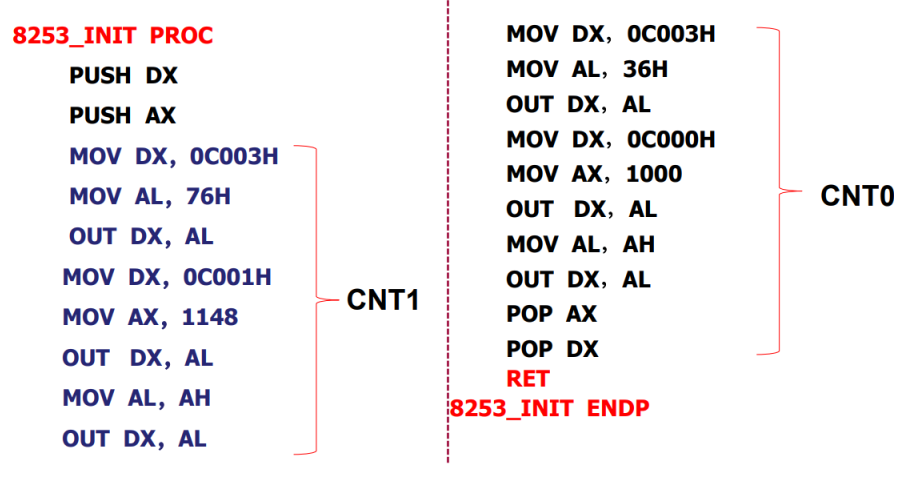 8253_INIT PROC
PUSH DX
PUSH AX
MOV DX, 0C003H
MOV AL, 76H
OUT DX, AL
MOV DX, 0C001H
MOV AX, 1148
OUT DX, AL
MOV AL, AH
OUT DX, AL
CNT1
MOV DX, 0C003H
MOV AL, 36H
OUT DX, AL
MOV DX, 0C000H
MOV AX, 1000
OUT DX, AL
MOV AL, AH
OUT DX, AL
POP AX
POP DX
RET
8253_INIT ENDP
CNT0